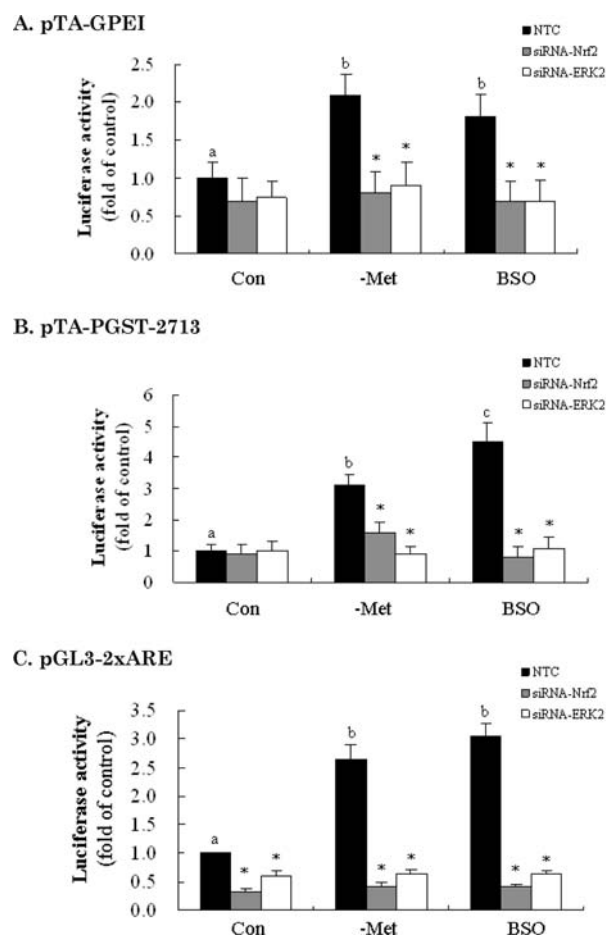 A. pTA-GPEI
NTC
siRNA-Nrf2
siRNA-ERK2
Luciferase activity
(fold of control)
2.5
2.0
1.5
1.0
0.5
0.0
a
b
* *
b
* *
Con -Met BSO
B. pTA-PGST-2713
NTC
siRNA-Nrf2
siRNA-ERK2
Luciferase activity
(fold of control)
6
5
4
3
2
1
0
a
b
* *
c
* *
Con -Met BSO
C. pGL3-2xARE
NTC
siRNA-Nrf2
siRNA-ERK2
Luciferase activity
(fold of control)
3.5
3.0
2.5
2.0
1.5
1.0
0.5
0.0
a
* *
b
* *
b
* *
Con -Met BSO